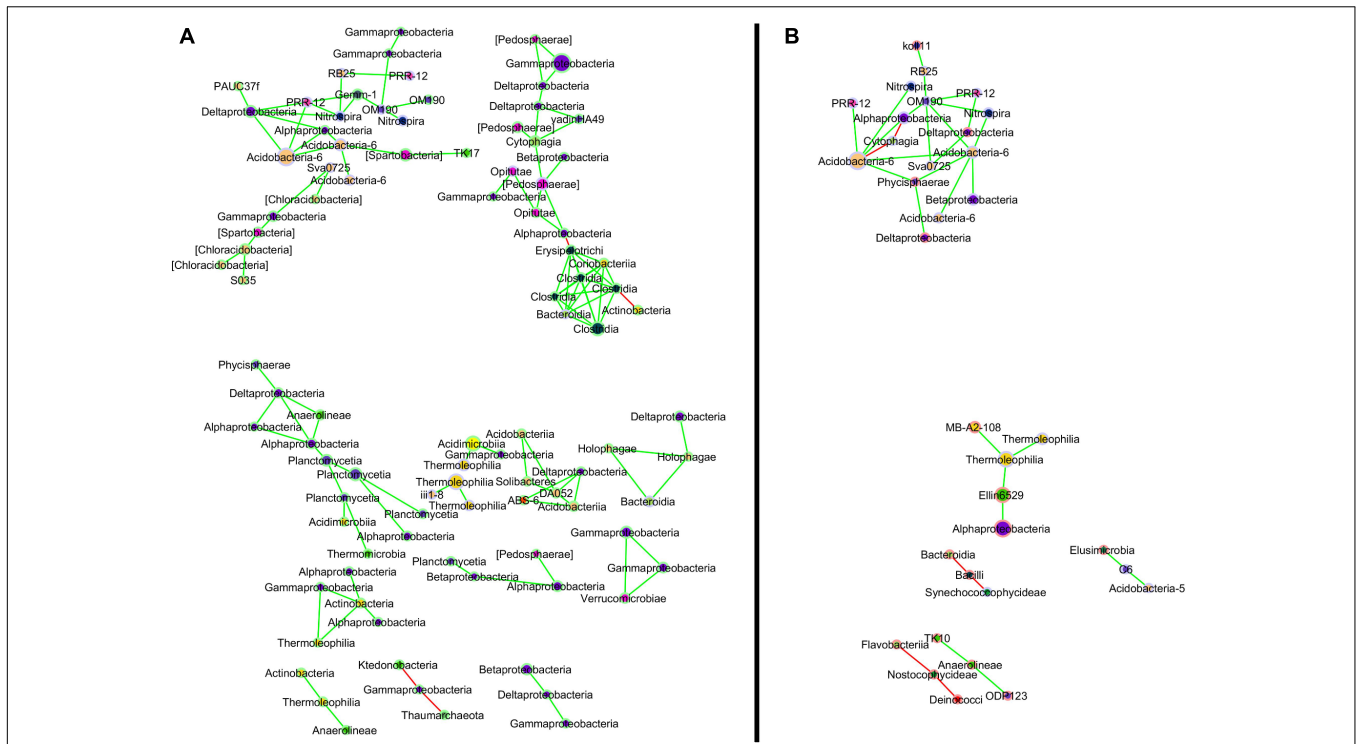 A
Gammaproteobacteria
Gammaproteobacteria
RB25
PRR-12
PAUC37f
PRR-12
Gemm-1
OM190
OM190
Deltaproteobacteria
Nitrospira
Nitrospira
Alphaproteobacteria
Acidobacteria-6
Acidobacteria-6
[Spartobacteria]
TK17
Sva0725
Acidobacteria-6
[Chloracidobacteria]
Gammaproteobacteria
[Spartobacteria]
[Chloracidobacteria]
[Chloracidobacteria]
S035
[Pedosphaerae]
Gammaproteobacteria
Deltaproteobacteria
Deltaproteobacteria
yadinHA49
[Pedosphaerae]
Cytophagia
Betaproteobacteria
Opitutae
[Pedosphaerae]
Gammaproteobacteria
Opitutae
Alphaproteobacteria
Erysipelotrichi
Coriobacteriia
Clostridia
Clostridia
Clostridia
Bacteroidia
Actinobacteria
Clostridia
Phycisphaerae
Deltaproteobacteria
Anaerolineae
Alphaproteobacteria
Alphaproteobacteria
Planctomycetia
Planctomycetia
Planctomycetia
Planctomycetia
Acidimicrobiia
Alphaproteobacteria
Thermomicrobia
Alphaproteobacteria
Gammaproteobacteria
Actinobacteria
Alphaproteobacteria
Thermoleophilia
Acidobacteriia
Acidimicrobiia
Gammaproteobacteria
Thermoleophilia
Deltaproteobacteria
Thermoleophilia
Solibacteres
iii1-8
DA052
ABS-6
Thermoleophilia
Acidobacteriia
Deltaproteobacteria
Holophagae
Holophagae
Bacteroidia
Planctomycetia
[Pedosphaerae]
Betaproteobacteria
Alphaproteobacteria
Gammaproteobacteria
Gammaproteobacteria
Verrucomicrobiae
Actinobacteria
Thermoleophilia
Anaerolineae
Ktedonobacteria
Gammaproteobacteria
Thaumarchaeota
Betaproteobacteria
Deltaproteobacteria
Gammaproteobacteria
B
koll11
RB25
Nitrospira
PRR-12
PRR-12
OM190
Nitrospira
Alphaproteobacteria
Deltaproteobacteria
Cytophagia
Acidobacteria-6
Acidobacteria-6
Sva0725
Phycisphaerae
Betaproteobacteria
Acidobacteria-6
Deltaproteobacteria
MB-A2-108
Thermoleophilia
Thermoleophilia
Ellin6529
Alphaproteobacteria
Bacteroidia
Bacilli
Synechococcophycideae
Elusimicrobia
C6
Acidobacteria-5
Flavobacteriia
TK10
Anaerolineae
Nostocophycideae
Deinococci
ODP123